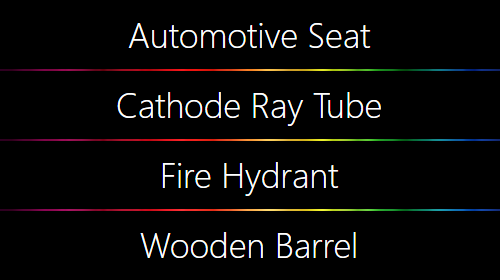 Automotive Seat
Cathode Ray Tube
Fire Hydrant
Wooden Barrel